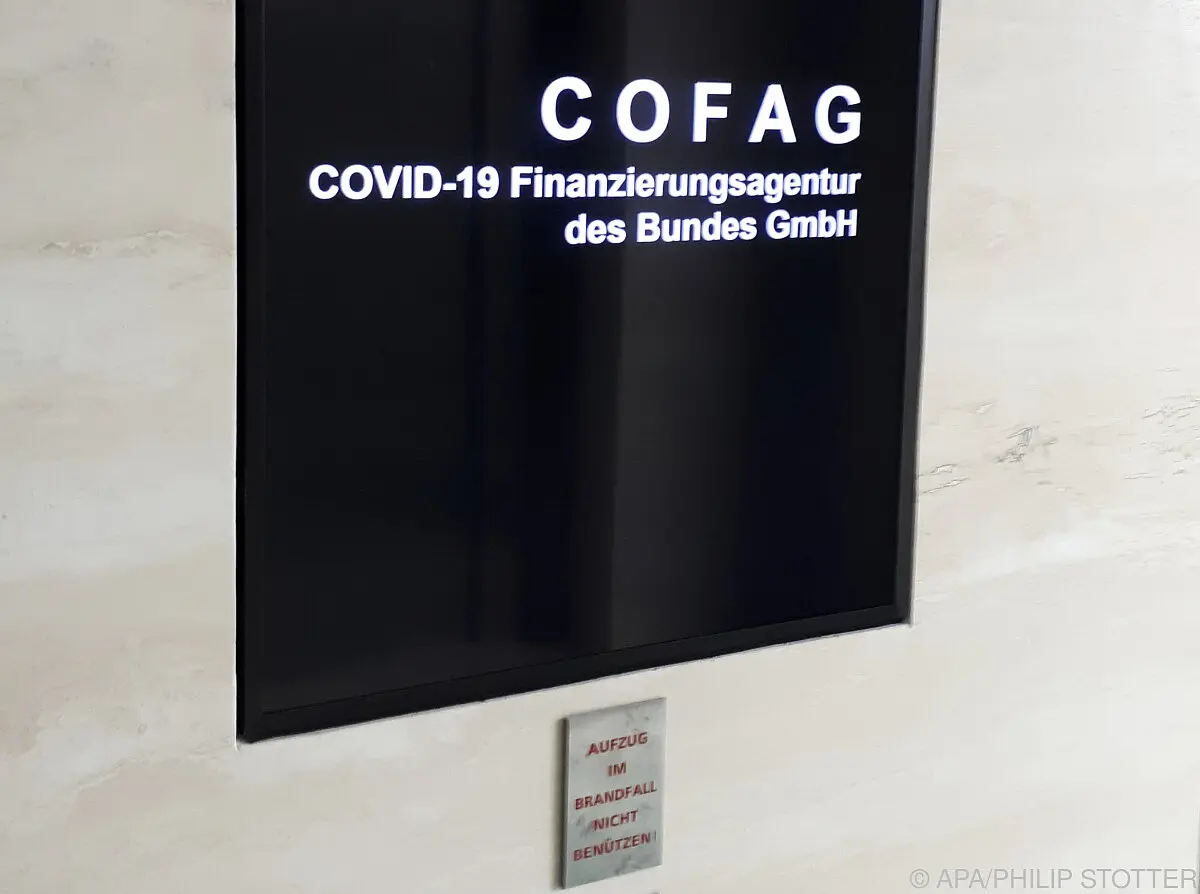 COFAG
COVID-19 Finanzierungsagentur
des Bundes GmbH
AUFZUG
IM
BRANDFALL
NICHT
BENÜTZEN!
© APA/PHILIP STOTTER